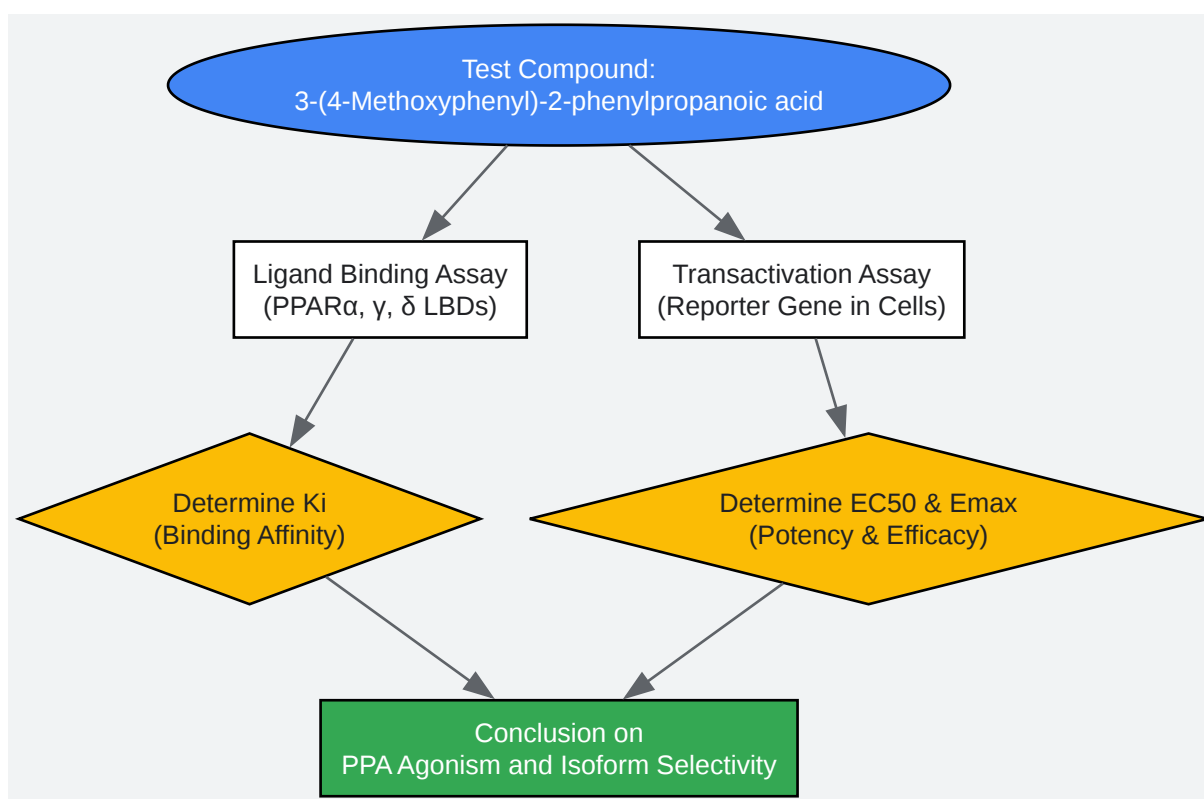 Test Compound:
3-(4-Methoxyphenyl)-2-phenylpropanoic acid
Ligand Binding Assay
(PPARα, γ, δ LBDs)
Transactivation Assay
(Reporter Gene in Cells)
Determine Ki
(Binding Affinity)
Determine EC50 & Emax
(Potency & Efficacy)
Conclusion on
PPA Agonism and Isoform Selectivity